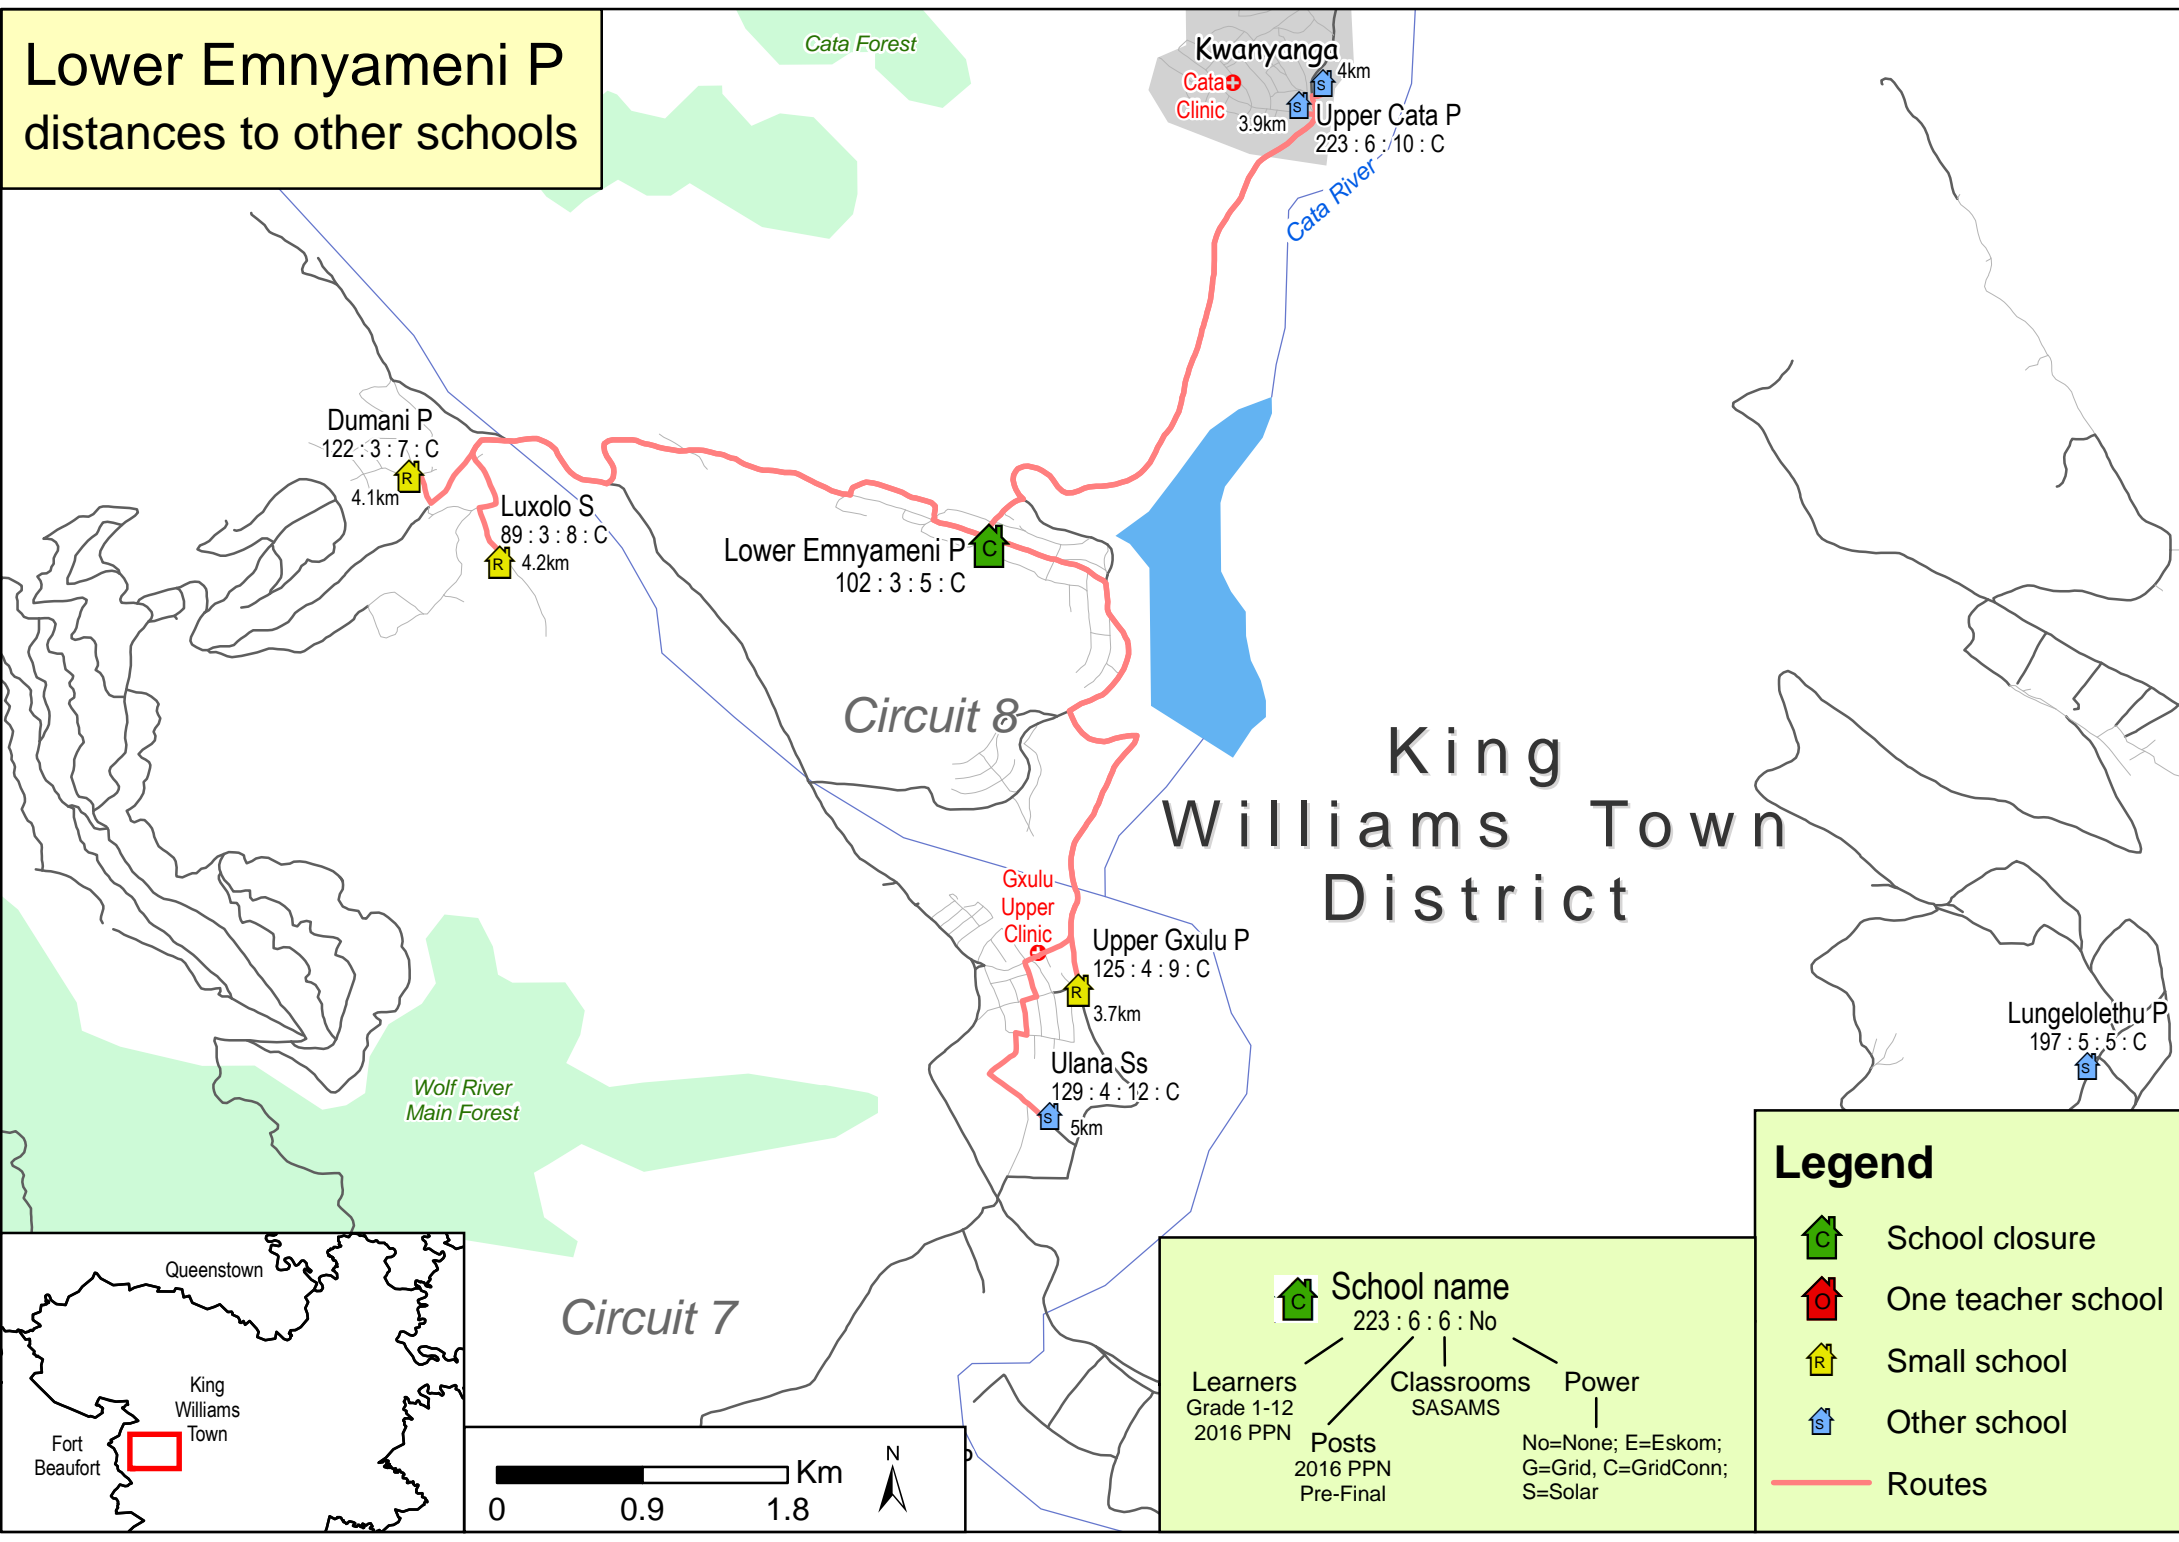 Lower Emnyameni P
distances to other schools
Cata Forest
Kwanyanga
Cata
Clinic
4km
3.9km
Upper Cata P
223 : 6 : 10 : C
Cata River
Dumani P
122 : 3 : 7 : C
R
4.1km
Luxolo S
89 : 3 : 8 : C
R
4.2km
Lower Emnyameni P
102 : 3 : 5 : C
C
S
S
Circuit 8
King
Williams Town
District
Gxulu
Upper
Clinic
Upper Gxulu P
125 : 4 : 9 : C
R
3.7km
Ulana Ss
129 : 4 : 12 : C
S
5km
Lungelolethu P
197 : 5 : 5 : C
S
Wolf River
Main Forest
Circuit 7
Queenstown
King
Williams
Town
Fort
Beaufort
Km
0 0.9 1.8
N
C
School name
223 : 6 : 6 : No
Learners
Grade 1-12
2016 PPN
Posts
2016 PPN
Pre-Final
Classrooms
SASAMS
Power
No=None; E=Eskom;
G=Grid, C=GridConn;
S=Solar
Legend
C School closure
O One teacher school
R Small school
S Other school
Routes